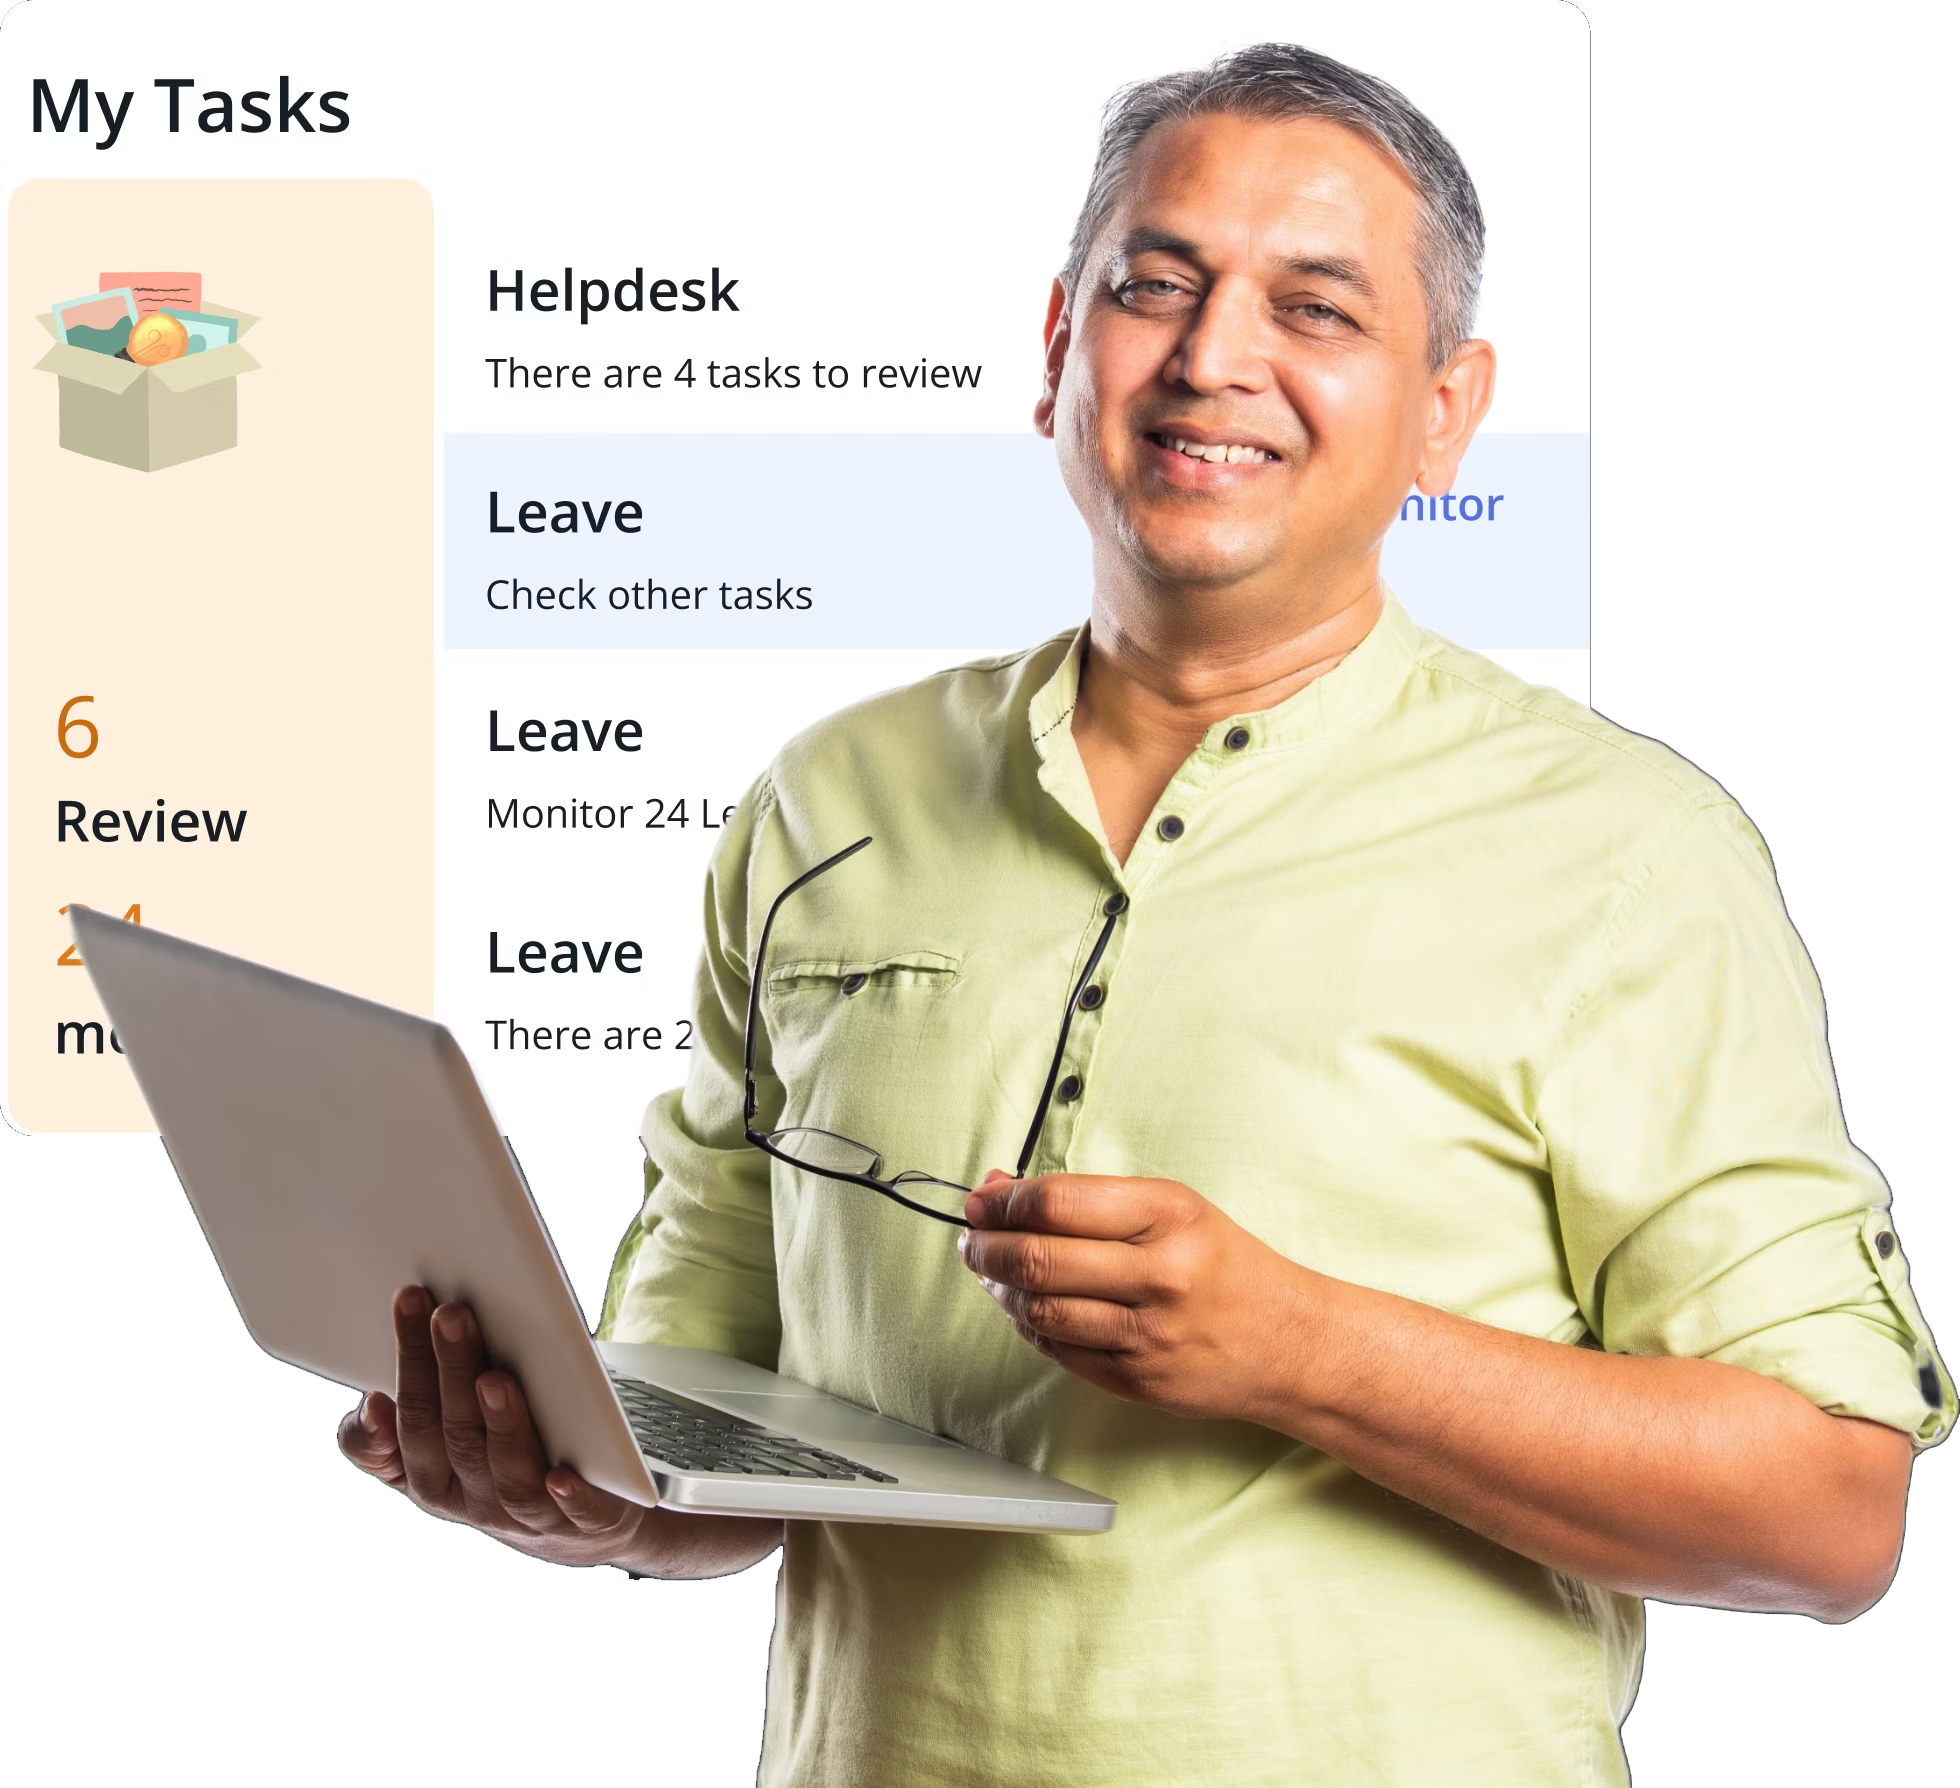 My Tasks
Helpdesk
There are 4 tasks to review
Leave
Check other tasks
6
Review
Leave
Monitor 24
Leave
There are 2